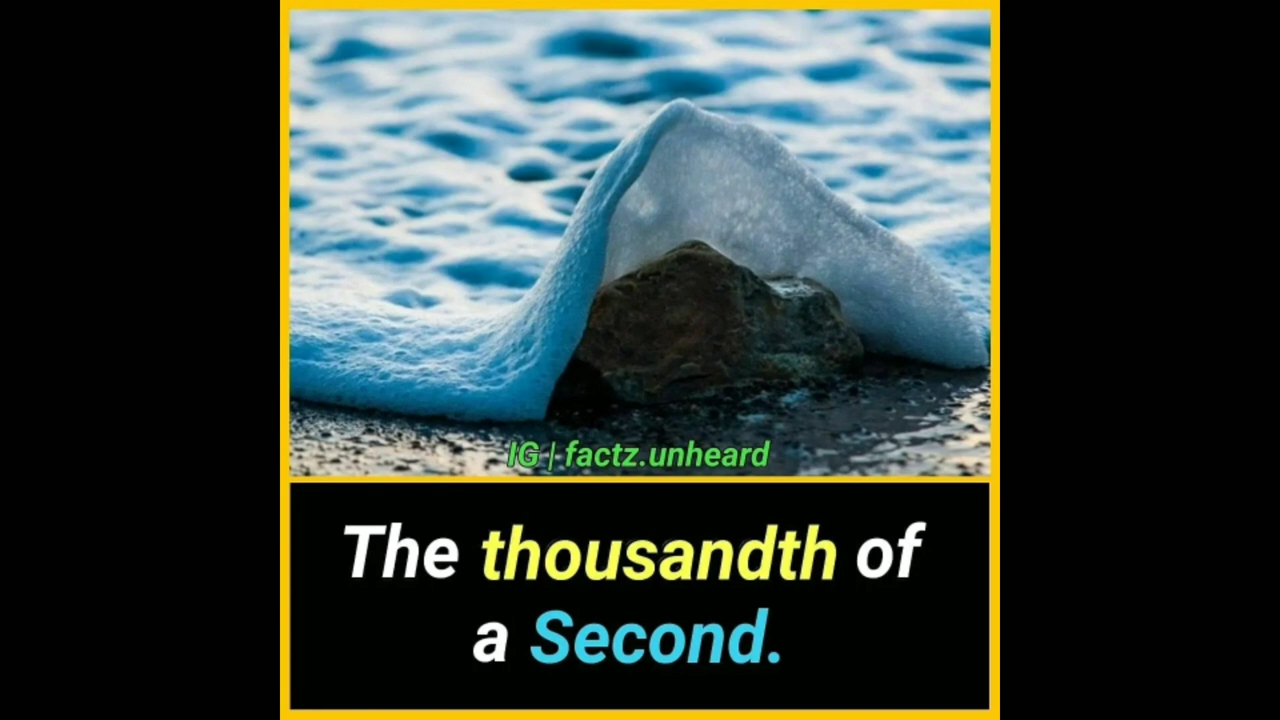 IG | factz.unheard
The thousandth of
a Second.